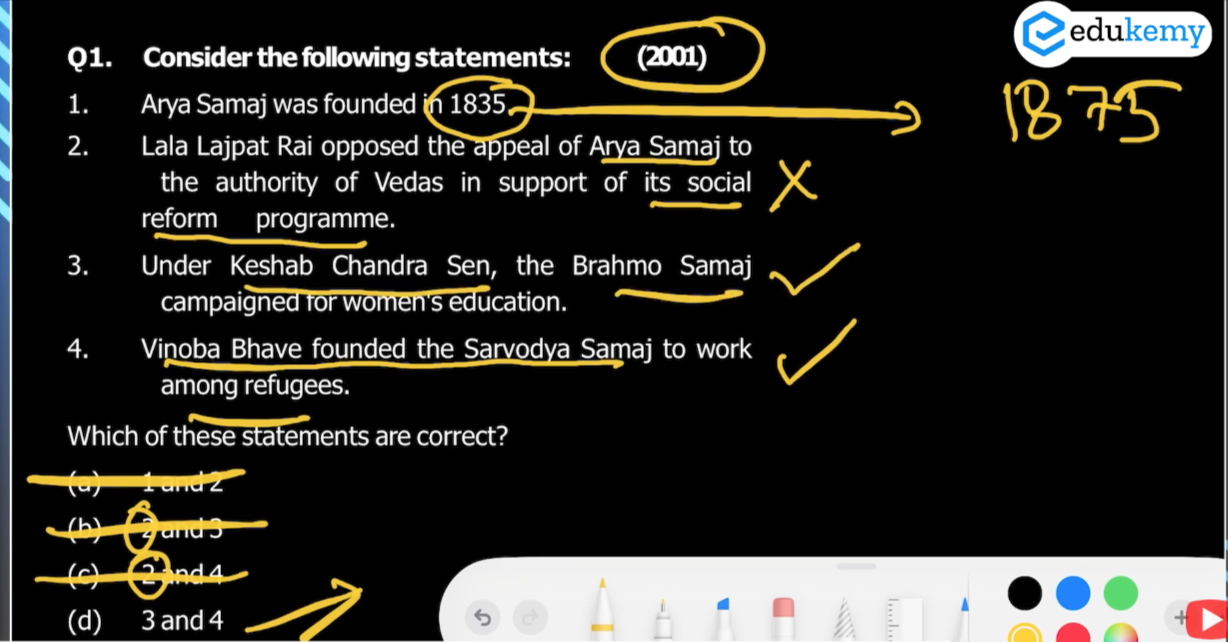 edukemy
Q1. Consider the following statements: (2001)
1. Arya Samaj was founded in 1835. 1875
2. Lala Lajpat Rai opposed the appeal of Arya Samaj to
the authority of Vedas in support of its social
reform programme.
3. Under Keshab Chandra Sen, the Brahmo Samaj
campaigned for women's education.
4. Vinoba Bhave founded the Sarvodya Samaj to work
among refugees.
Which of these statements are correct?
(a) 1 and 2
(b) 2 and 3
(c) 2 and 4
(d) 3 and 4